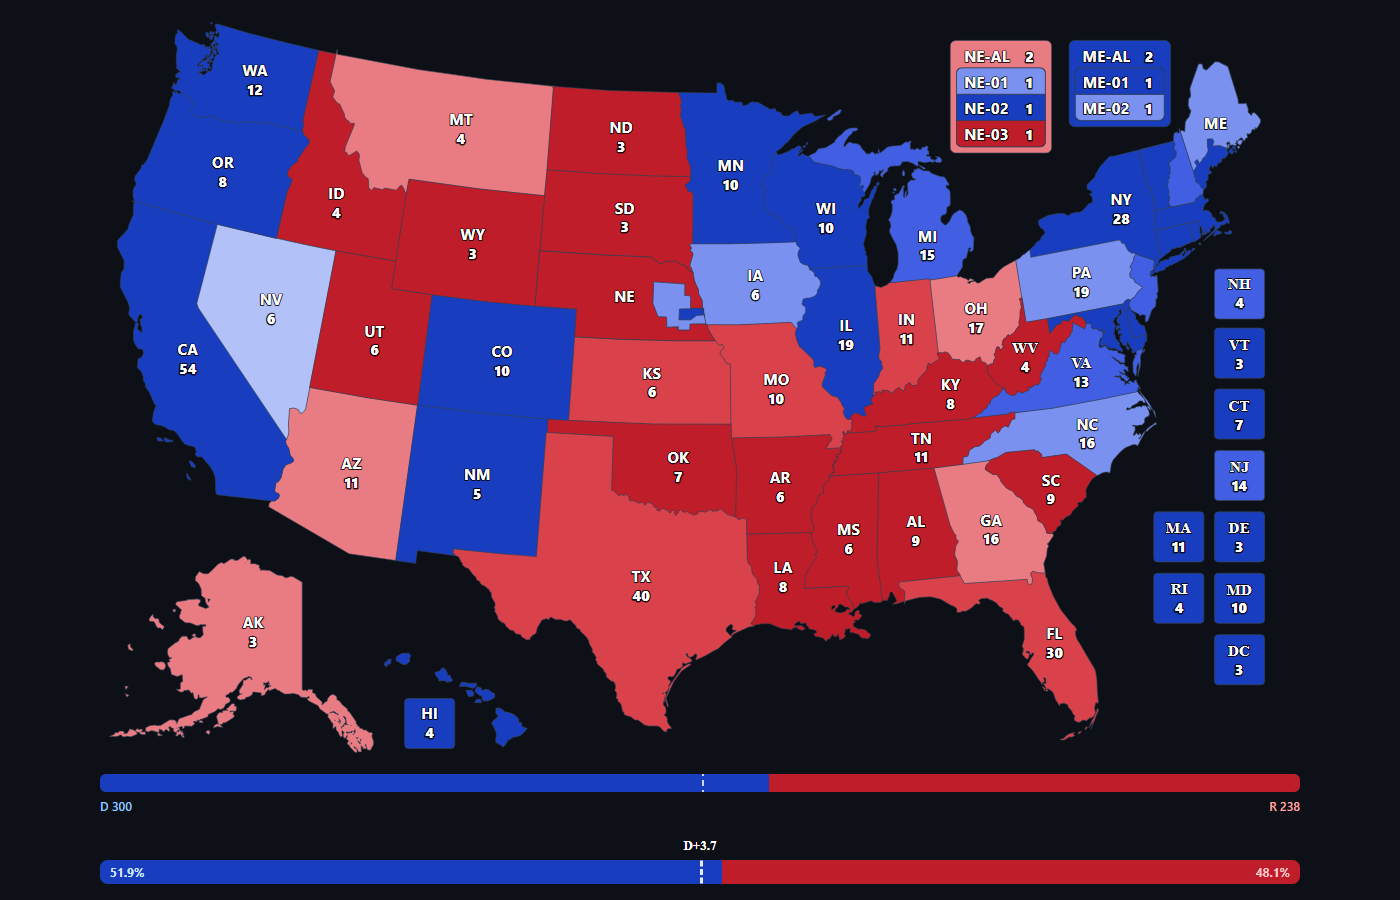 WA
12
OR
8
CA
54
NV
6
ID
4
MT
4
WY
3
UT
6
AZ
11
CO
10
NM
5
ND
3
SD
3
NE
KS
6
OK
7
TX
40
MN
10
IA
6
MO
10
AR
6
LA
8
WI
10
IL
19
MI
15
IN
11
OH
17
KY
8
TN
11
MS
6
AL
9
GA
16
FL
30
SC
9
NC
16
VA
13
WV
4
PA
19
NY
28
ME
NE-AL 2
NE-01 1
NE-02 1
NE-03 1
ME-AL 2
ME-01 1
ME-02 1
NH
4
VT
3
CT
7
NJ
14
MA
11
DE
3
RI
4
MD
10
DC
3
AK
3
HI
4
D 300
R 238
D+3.7
51.9%
48.1%